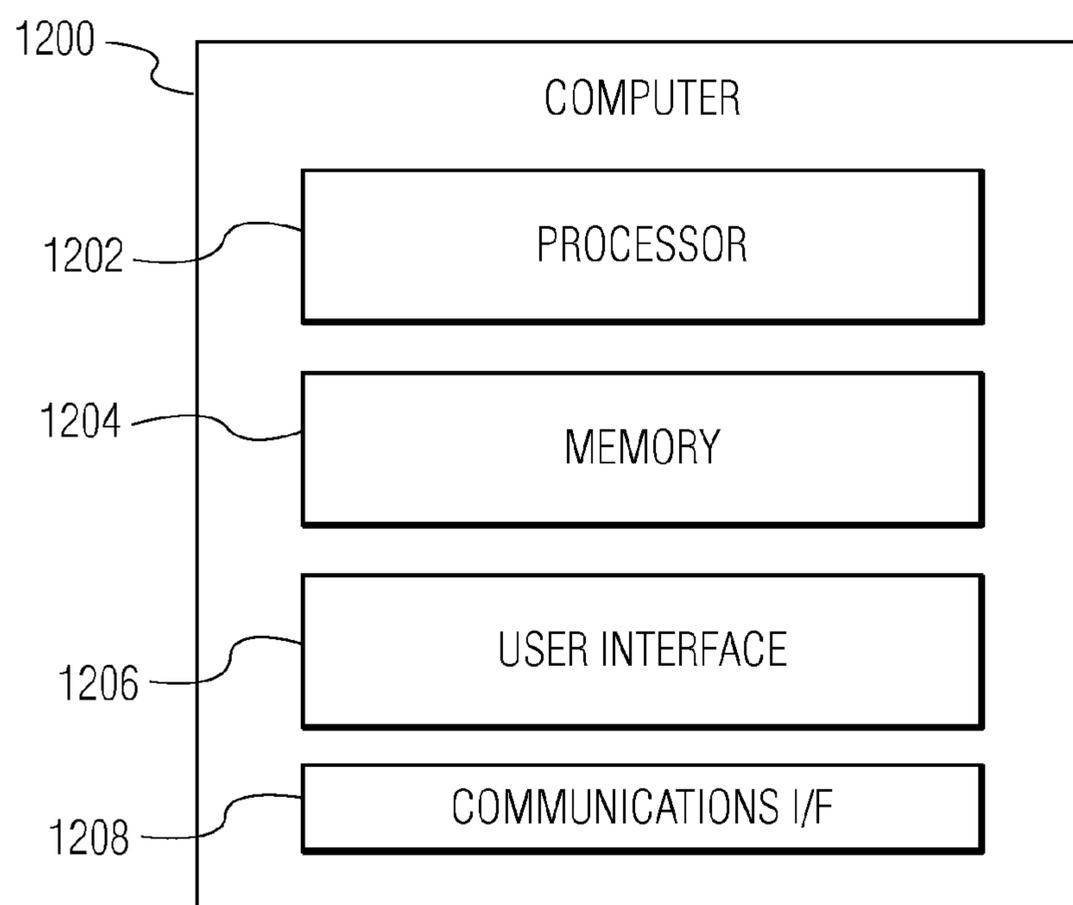 1200
COMPUTER
1202
PROCESSOR
1204
MEMORY
1206
USER INTERFACE
1208
COMMUNICATIONS I/F